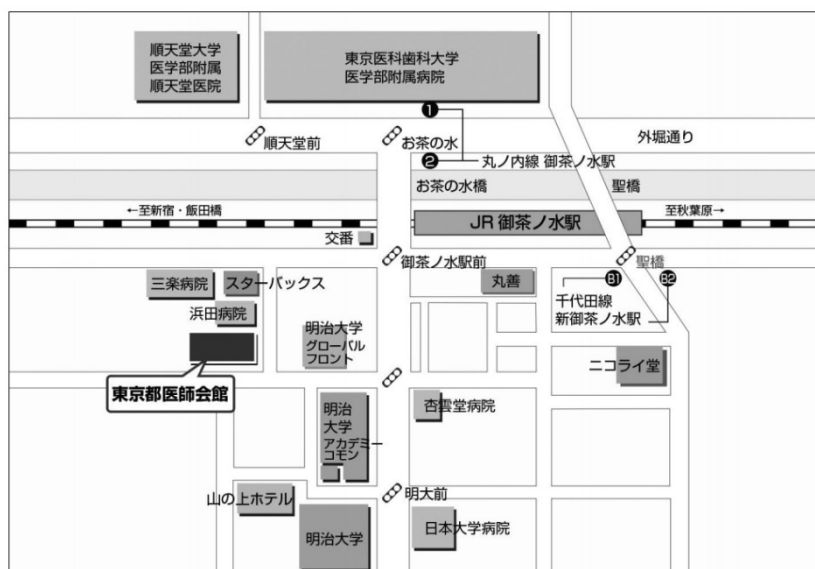 順天堂大学
医学部附属
順天堂医院
東京医科歯科大学
医学部附属病院
1
順天堂前
お茶の水
外堀通り
2
丸ノ内線 御茶ノ水駅
お茶の水橋
聖橋
←至新宿・飯田橋
JR 御茶ノ水駅
至秋葉原→
交番
御茶ノ水駅前
聖橋
三楽病院
スターバックス
丸善
B1
B2
千代田線
新御茶ノ水駅
浜田病院
明治大学
グローバル
フロント
ニコライ堂
東京都医師会館
明治
大学
アカデミー
コモン
杏雲堂病院
山の上ホテル
明大前
明治大学
日本大学病院